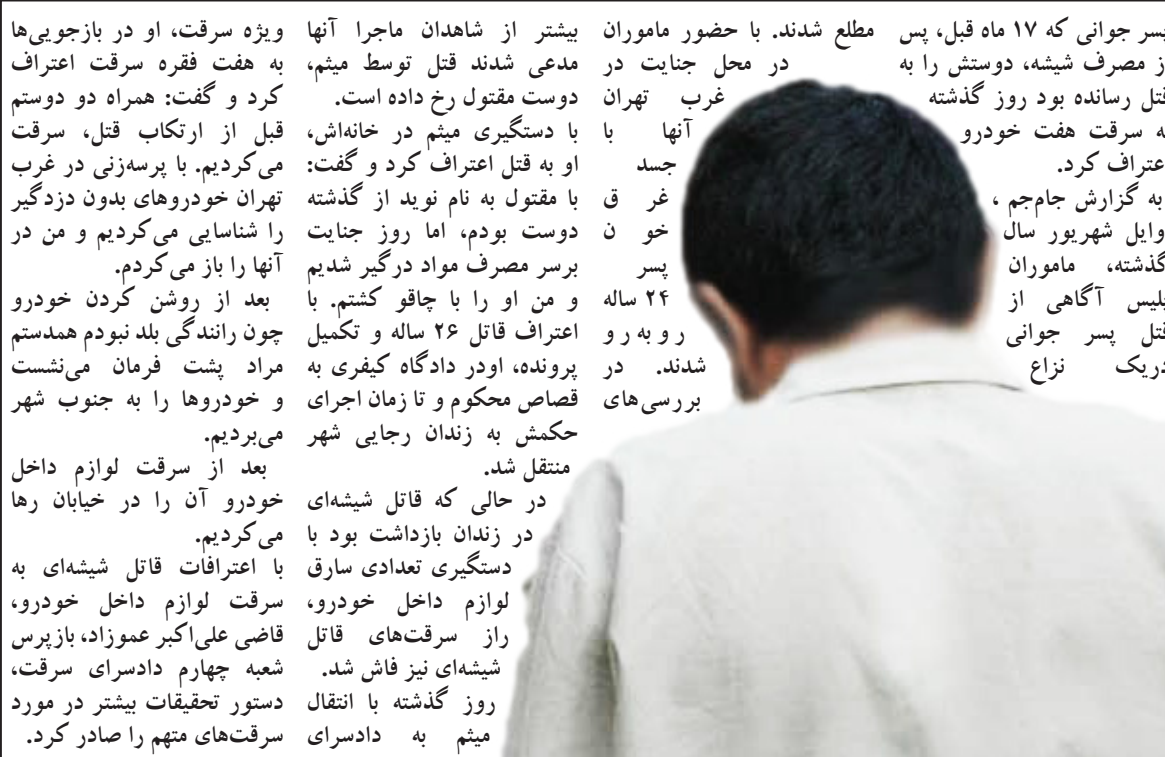 پسر جوانی که ۱۷ ماه قبل، پس
از مصرف شیشه، دوستش را به
قتل رسانده بود روز گذشته
به سرقت هفت خودرو
اعتراف کرد.
به گزارش جام‌جم ،
اوایل شهریور سال
گذشته، ماموران
پلیس آگاهی از
قتل پسر جوانی
دریک نزاع
مطلع شدند. با حضور ماموران
در محل جنایت در
غرب تهران
آنها با
جسد
غر ق
خو ن
پسر
۲۴ ساله
رو به ر و
شدند. در
بررسی‌های
بیشتر از شاهدان ماجرا آنها
مدعی شدند قتل توسط میثم،
دوست مقتول رخ داده است.
با دستگیری میثم در خانه‌اش،
او به قتل اعتراف کرد و گفت:
با مقتول به نام نوید از گذشته
دوست بودم، اما روز جنایت
برسر مصرف مواد درگیر شدیم
و من او را با چاقو کشتم. با
اعتراف قاتل ۲۶ ساله و تکمیل
پرونده، اودر دادگاه کیفری به
قصاص محکوم و تا زمان اجرای
حکمش به زندان رجایی شهر
منتقل شد.
در حالی که قاتل شیشه‌ای
در زندان بازداشت بود با
دستگیری تعدادی سارق
لوازم داخل خودرو،
راز سرقت‌های قاتل
شیشه‌ای نیز فاش شد.
روز گذشته با انتقال
میثم به دادسرای
ویژه سرقت، او در بازجویی‌ها
به هفت فقره سرقت اعتراف
کرد و گفت: همراه دو دوستم
قبل از ارتکاب قتل، سرقت
می‌کردیم. با پرسه‌زنی در غرب
تهران خودروهای بدون دزدگیر
را شناسایی می‌کردیم و من در
آنها را باز می‌کردم.
بعد از روشن کردن خودرو
چون رانندگی بلد نبودم همدستم
مراد پشت فرمان می‌نشست
و خودروها را به جنوب شهر
می‌بردیم.
بعد از سرقت لوازم داخل
خودرو آن را در خیابان رها
می‌کردیم.
با اعترافات قاتل شیشه‌ای به
سرقت لوازم داخل خودرو،
قاضی علی‌اکبر عموزاد، بازپرس
شعبه چهارم دادسرای سرقت،
دستور تحقیقات بیشتر در مورد
سرقت‌های متهم را صادر کرد.